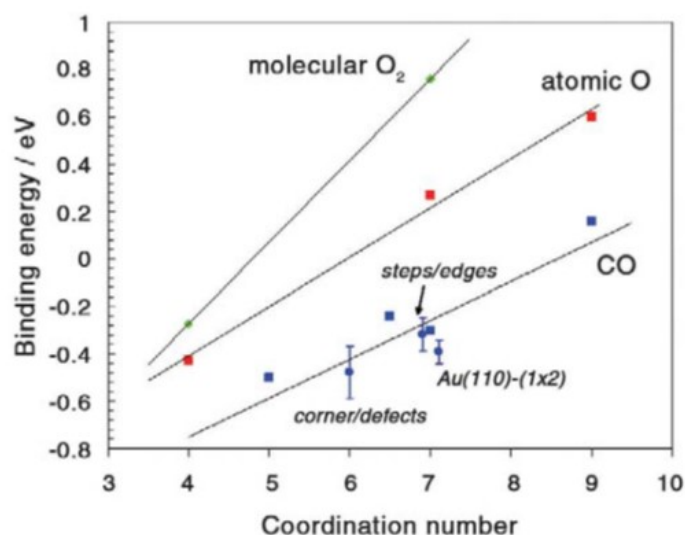 1
0.8
0.6
0.4
0.2
0
-0.2
-0.4
-0.6
-0.8
Binding energy / eV
molecular O₂
atomic O
CO
steps/edges
Au(110)-(1x2)
corner/defects
3 4 5 6 7 8 9 10
Coordination number